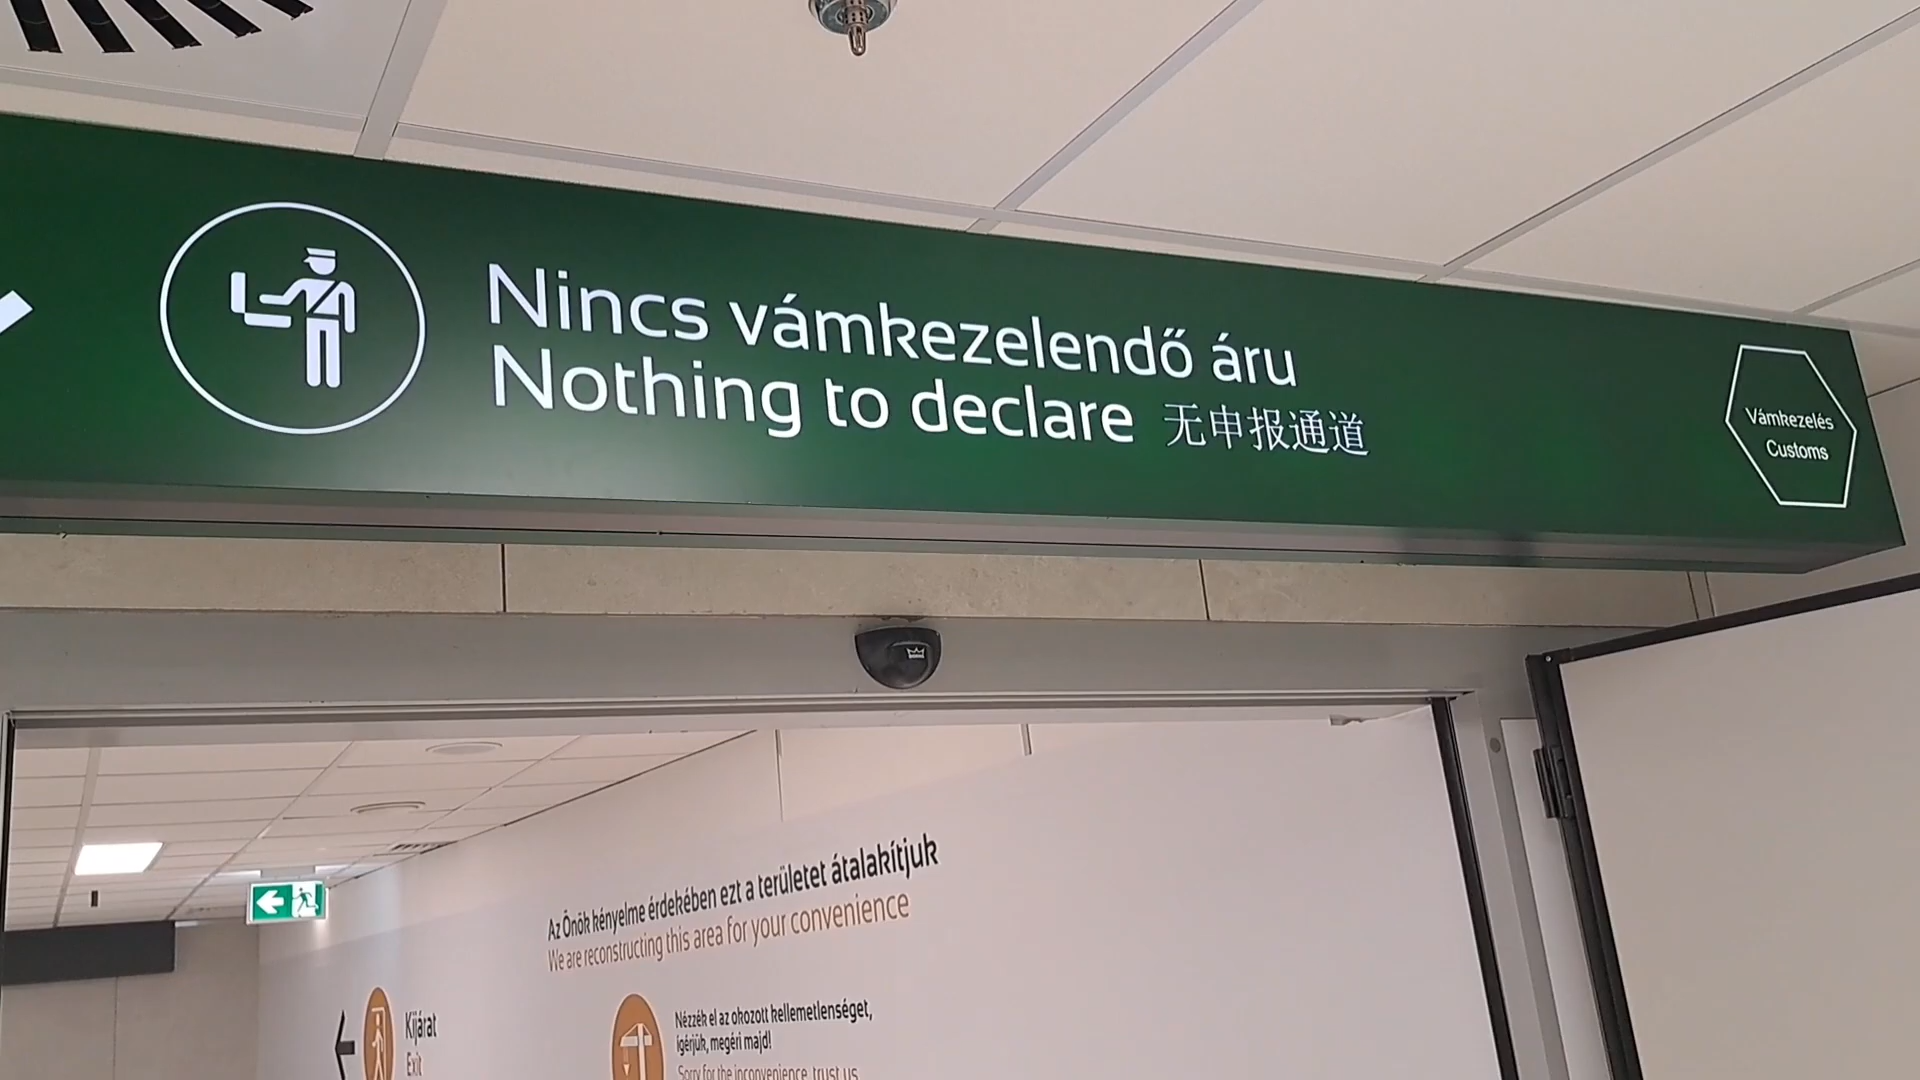 Nincs vámkezelendő áru
Nothing to declare 无申报通道
Vámkezelés
Customs
Az Önök kényelme érdekében ezt a területet átalakítjuk
We are reconstructing this area for your convenience
Kijárat
Exit
Nézzék el az okozott kellemetlenséget,
ígérjük, megéri majd!
Sorry for the inconvenience, trust us